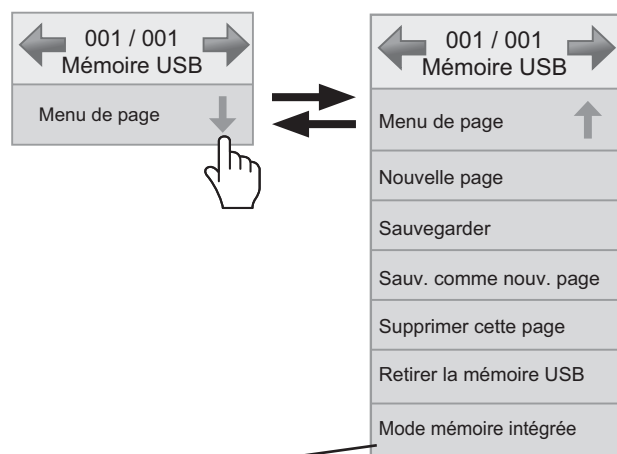 001 / 001
Mémoire USB
Menu de page
001 / 001
Mémoire USB
Menu de page
Nouvelle page
Sauvegarder
Sauv. comme nouv. page
Supprimer cette page
Retirer la mémoire USB
Mode mémoire intégrée